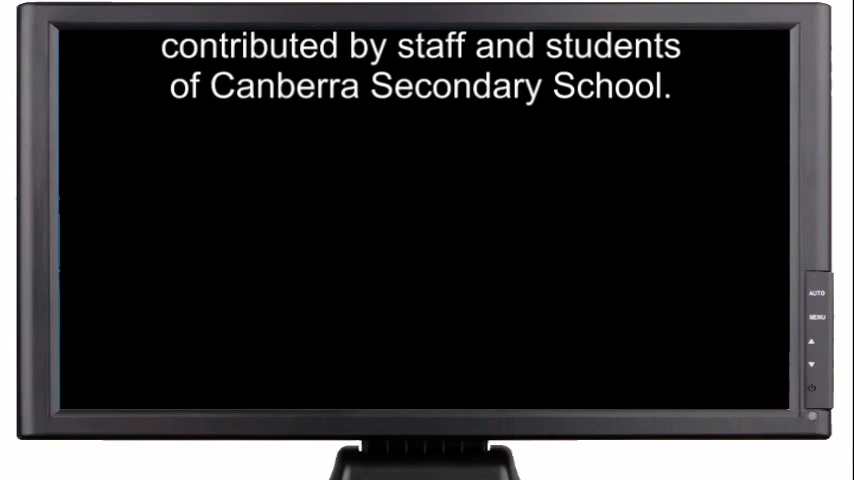 contributed by staff and students
of Canberra Secondary School.
AUTO
MENU